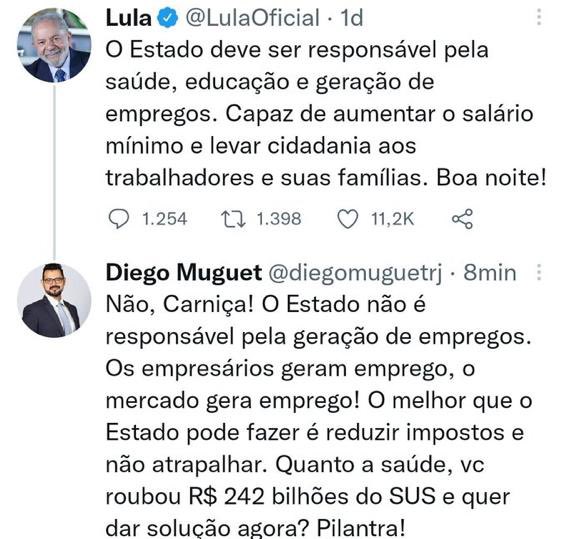 Lula @LulaOficial · 1d
O Estado deve ser responsável pela
saúde, educação e geração de
empregos. Capaz de aumentar o salário
mínimo e levar cidadania aos
trabalhadores e suas famílias. Boa noite!
1.254 1.398 11,2K
Diego Muguet @diegomuguetrj · 8min
Não, Carniça! O Estado não é
responsável pela geração de empregos.
Os empresários geram emprego, o
mercado gera emprego! O melhor que o
Estado pode fazer é reduzir impostos e
não atrapalhar. Quanto a saúde, vc
roubou R$ 242 bilhões do SUS e quer
dar solução agora? Pilantra!